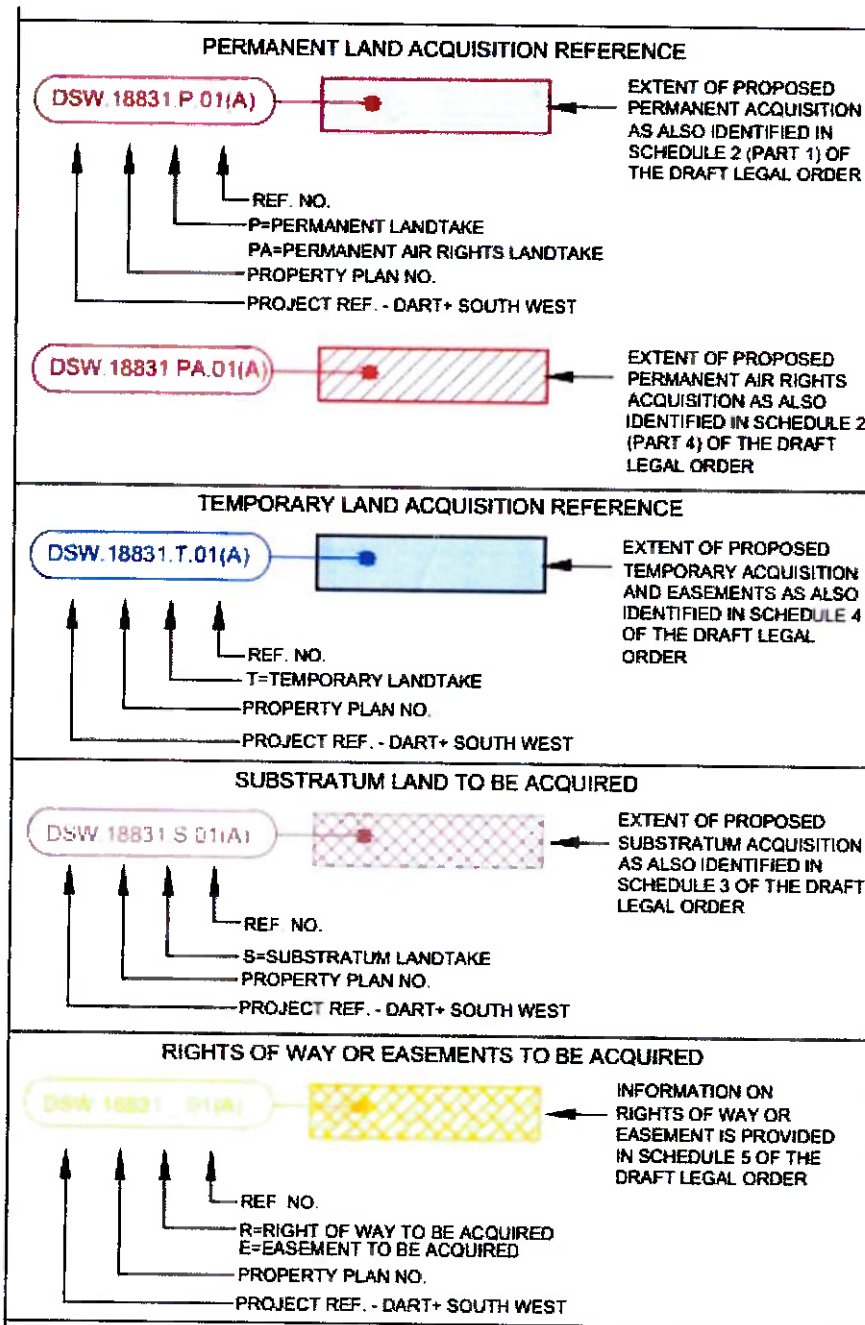 PERMANENT LAND ACQUISITION REFERENCE
DSW.18831.P.01(A)
EXTENT OF PROPOSED
PERMANENT ACQUISITION
AS ALSO IDENTIFIED IN
SCHEDULE 2 (PART 1) OF
THE DRAFT LEGAL ORDER
REF. NO.
P=PERMANENT LANDTAKE
PA=PERMANENT AIR RIGHTS LANDTAKE
PROPERTY PLAN NO.
PROJECT REF. - DART+ SOUTH WEST
DSW.18831 PA.01(A)
EXTENT OF PROPOSED
PERMANENT AIR RIGHTS
ACQUISITION AS ALSO
IDENTIFIED IN SCHEDULE 2
(PART 4) OF THE DRAFT
LEGAL ORDER
TEMPORARY LAND ACQUISITION REFERENCE
DSW.18831.T.01(A)
EXTENT OF PROPOSED
TEMPORARY ACQUISITION
AND EASEMENTS AS ALSO
IDENTIFIED IN SCHEDULE 4
OF THE DRAFT LEGAL
ORDER
REF. NO.
T=TEMPORARY LANDTAKE
PROPERTY PLAN NO.
PROJECT REF. - DART+ SOUTH WEST
SUBSTRATUM LAND TO BE ACQUIRED
DSW.18831 S 01(A)
EXTENT OF PROPOSED
SUBSTRATUM ACQUISITION
AS ALSO IDENTIFIED IN
SCHEDULE 3 OF THE DRAFT
LEGAL ORDER
REF. NO.
S=SUBSTRATUM LANDTAKE
PROPERTY PLAN NO.
PROJECT REF. - DART+ SOUTH WEST
RIGHTS OF WAY OR EASEMENTS TO BE ACQUIRED
DSW 18831 01(A)
INFORMATION ON
RIGHTS OF WAY OR
EASEMENT IS PROVIDED
IN SCHEDULE 5 OF THE
DRAFT LEGAL ORDER
REF NO.
R=RIGHT OF WAY TO BE ACQUIRED
E=EASEMENT TO BE ACQUIRED
PROPERTY PLAN NO.
PROJECT REF. - DART+ SOUTH WEST